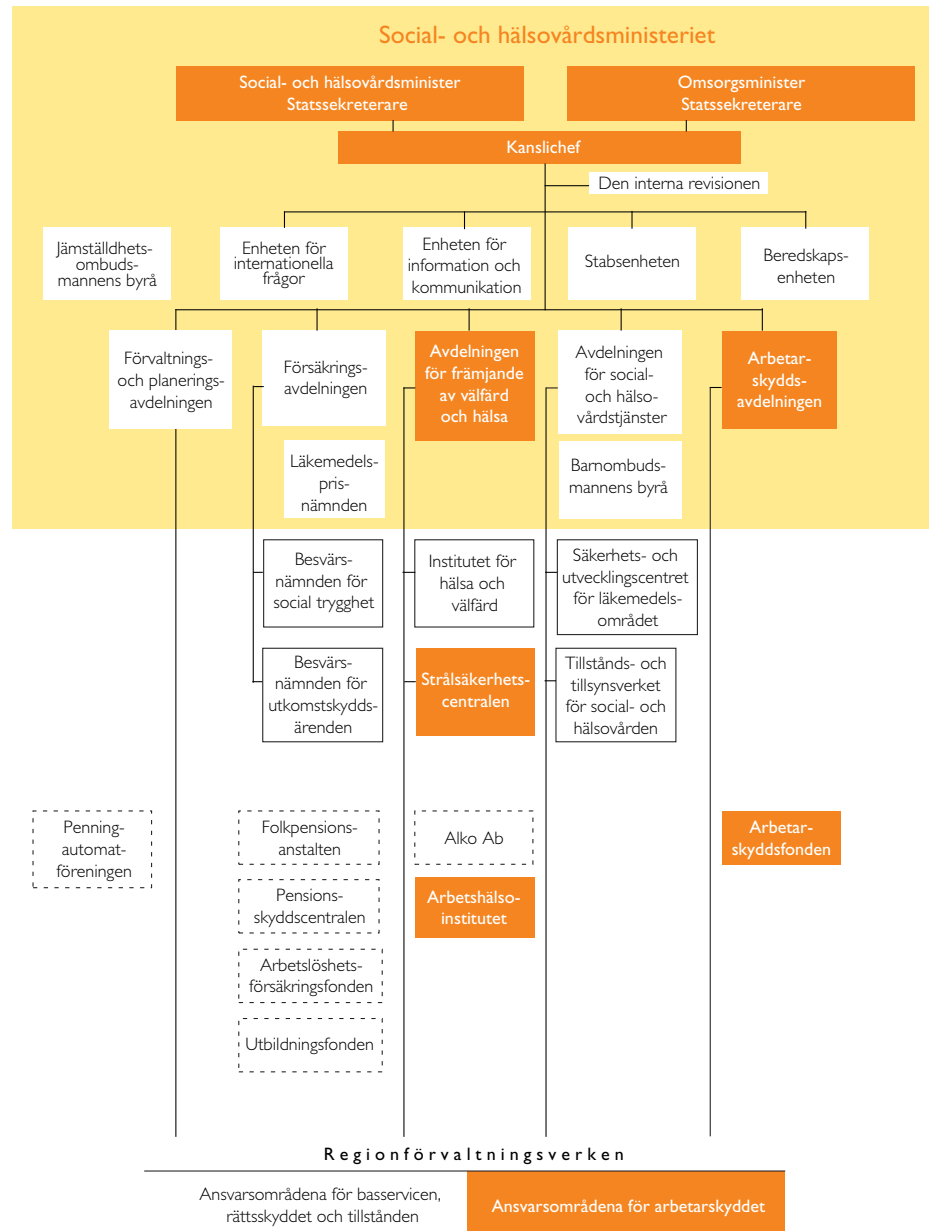 Social- och hälsovårdsministeriet
Social- och hälsovårdsminister
Statssekreterare
Omsorgsminister
Statssekreterare
Kanslichef
Den interna revisionen
Jämställdhets-
ombuds-
mannens byrå
Enheten för
internationella
frågor
Enheten för
information och
kommunikation
Stabsenheten
Beredskaps-
enheten
Förvaltnings-
och planerings-
avdelningen
Försäkrings-
avdelningen
Avdelningen
för främjande
av välfärd
och hälsa
Avdelningen
för social-
och hälso-
vårdstjänster
Arbetar-
skydds-
avdelningen
Läkemedels-
pris-
nämnden
Barnombuds-
mannens byrå
Besvärs-
nämnden för
social trygghet
Institutet för
hälsa och
välfärd
Säkerhets- och
utvecklingscentret
för läkemedels-
området
Besvärs-
nämnden för
utkomstskydds-
ärenden
Strålsäkerhets-
centralen
Tillstånds- och
tillsynsverket
för social- och
hälsovården
Penning-
automat-
föreningen
Folkpensions-
anstalten
Alko Ab
Arbetar-
skyddsfonden
Pensions-
skyddscentralen
Arbetshälso-
institutet
Arbetslöshets-
försäkringsfonden
Utbildningsfonden
Regionförvaltningsverken
Ansvarsområdena för basservicen,
rättsskyddet och tillstånden
Ansvarsområdena för arbetarskyddet